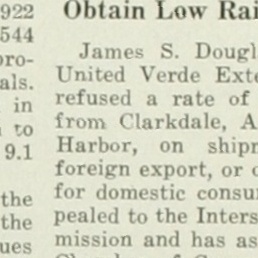 922
544
pro-
als.
in
to
9.1
the
the
ues
Obtain Low Rai
James S. Dougl
United Verde Exte
refused a rate of
from Clarkdale, A
Harbor, on shipm
foreign export, or
for domestic consu
pealed to the Inters
mission and has as